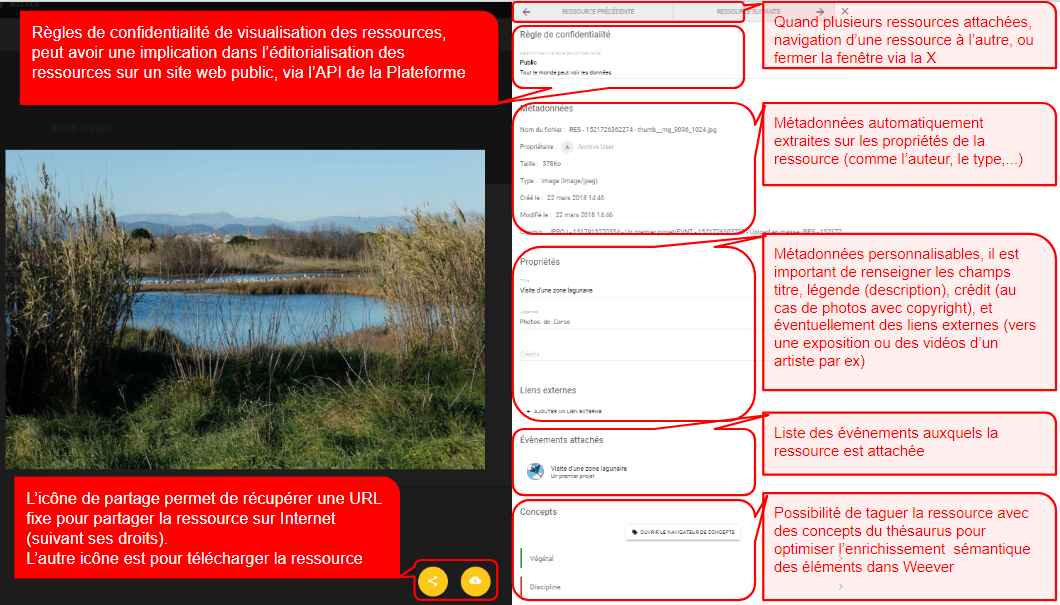 WEEVER
Règles de confidentialité de visualisation des ressources,
peut avoir une implication dans l'éditorialisation des
ressources sur un site web public, via l'API de la Plateforme
L'icône de partage permet de récupérer une URL
fixe pour partager la ressource sur Internet
(suivant ses droits).
L'autre icône est pour télécharger la ressource
RESSOURCE PRÉCÉDENTE
RESSOURCE SUIVANTE
Règle de confidentialité
Sélectionner une règle de confidentialité
Public
Tout le monde peut voir les données
Métadonnées
Nom du fichier : RES - 1521726362274 - thumb__mg_9096_1024.jpg
Propriétaire : Archive User
Taille : 378Ko
Type : Image (image/jpeg)
Créé le : 22 mars 2018 14:46
Modifié le : 22 mars 2018 14:46
Propriétés
Titre
Visite d'une zone lagunaire
Légende
Photos de Corse
Crédits
Liens externes
+ AJOUTER UN LIEN EXTERNE
Évènements attachés
Visite d'une zone lagunaire
Un premier projet
Concepts
OUVRIR LE NAVIGATEUR DE CONCEPTS
Végétal
Discipline
Quand plusieurs ressources attachées,
navigation d'une ressource à l'autre, ou
fermer la fenêtre via la X
Métadonnées automatiquement
extraites sur les propriétés de la
ressource (comme l'auteur, le type,...)
Métadonnées personnalisables, il est
important de renseigner les champs
titre, légende (description), crédit (au
cas de photos avec copyright), et
éventuellement des liens externes (vers
une exposition ou des vidéos d'un
artiste par ex)
Liste des événements auxquels la
ressource est attachée
Possibilité de taguer la ressource avec
des concepts du thésaurus pour
optimiser l'enrichissement sémantique
des éléments dans Weever